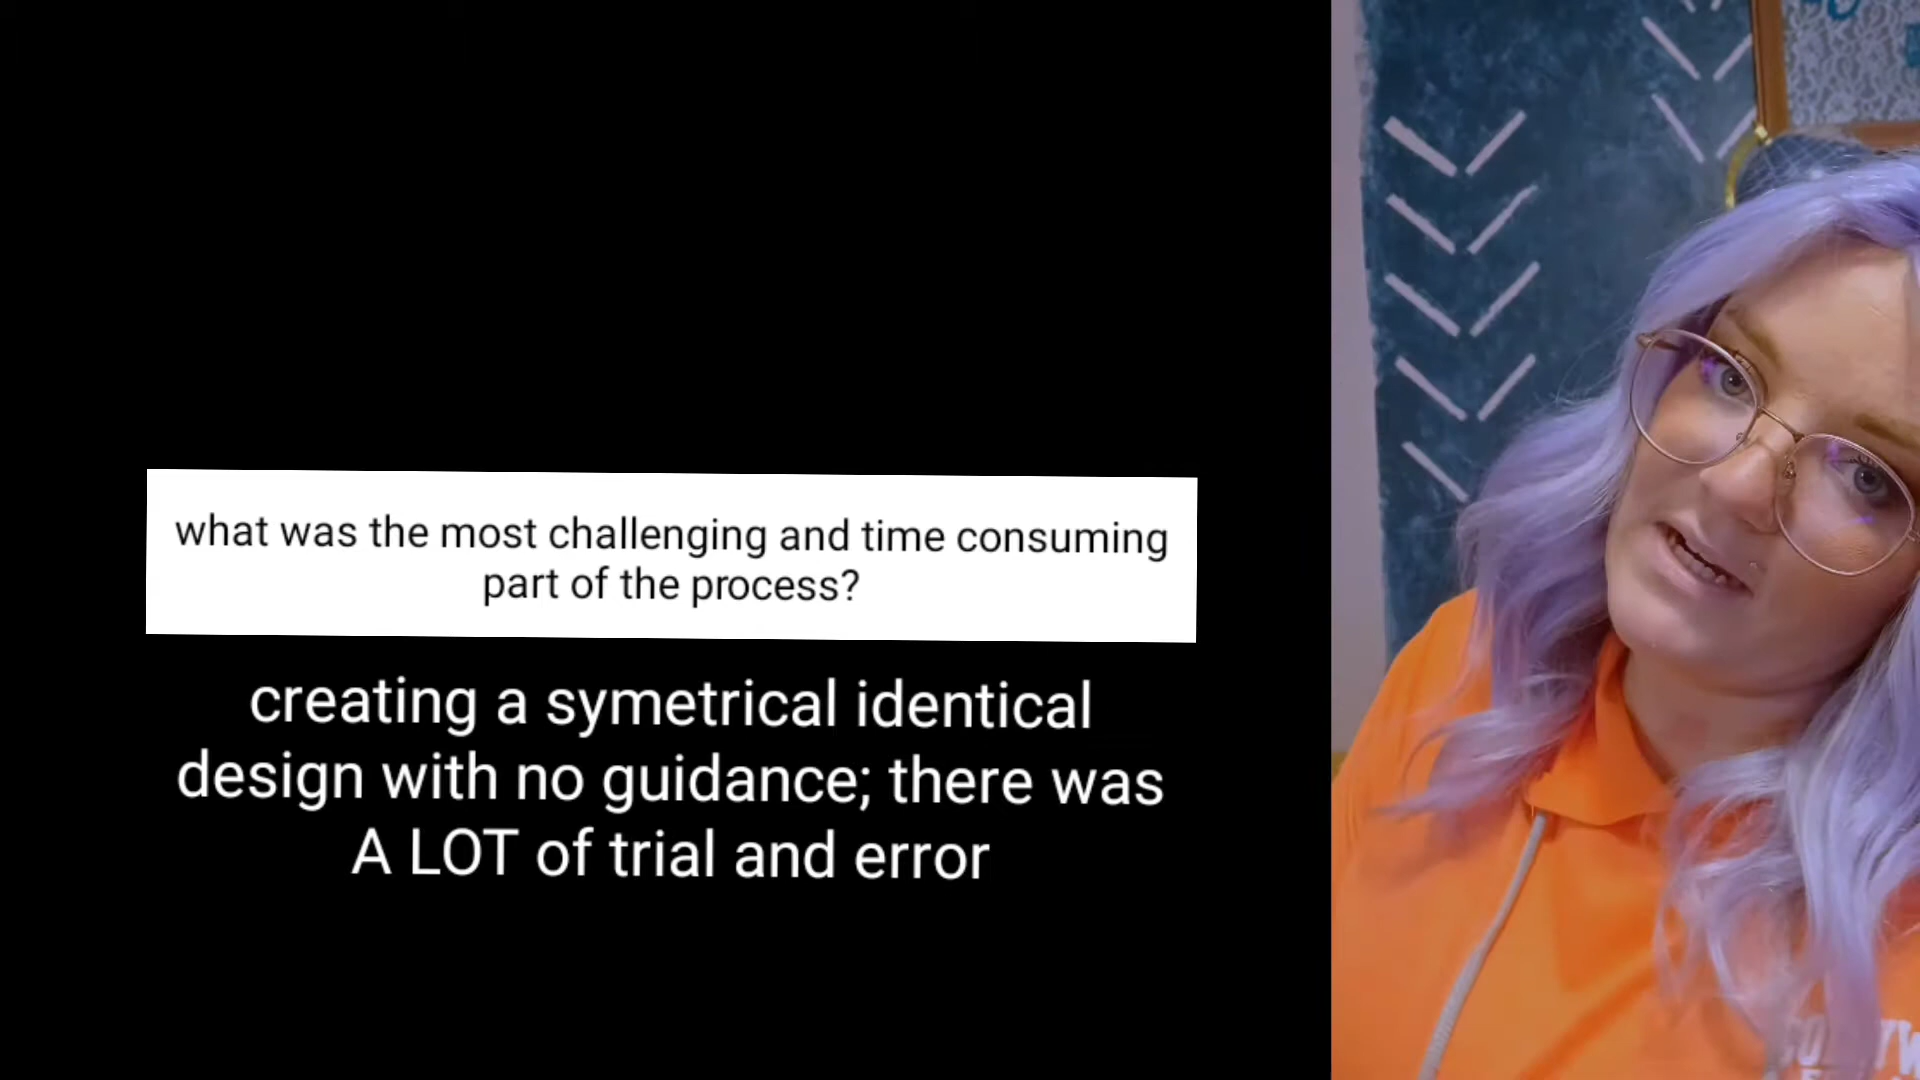 what was the most challenging and time consuming
part of the process?
creating a symetrical identical
design with no guidance; there was
A LOT of trial and error